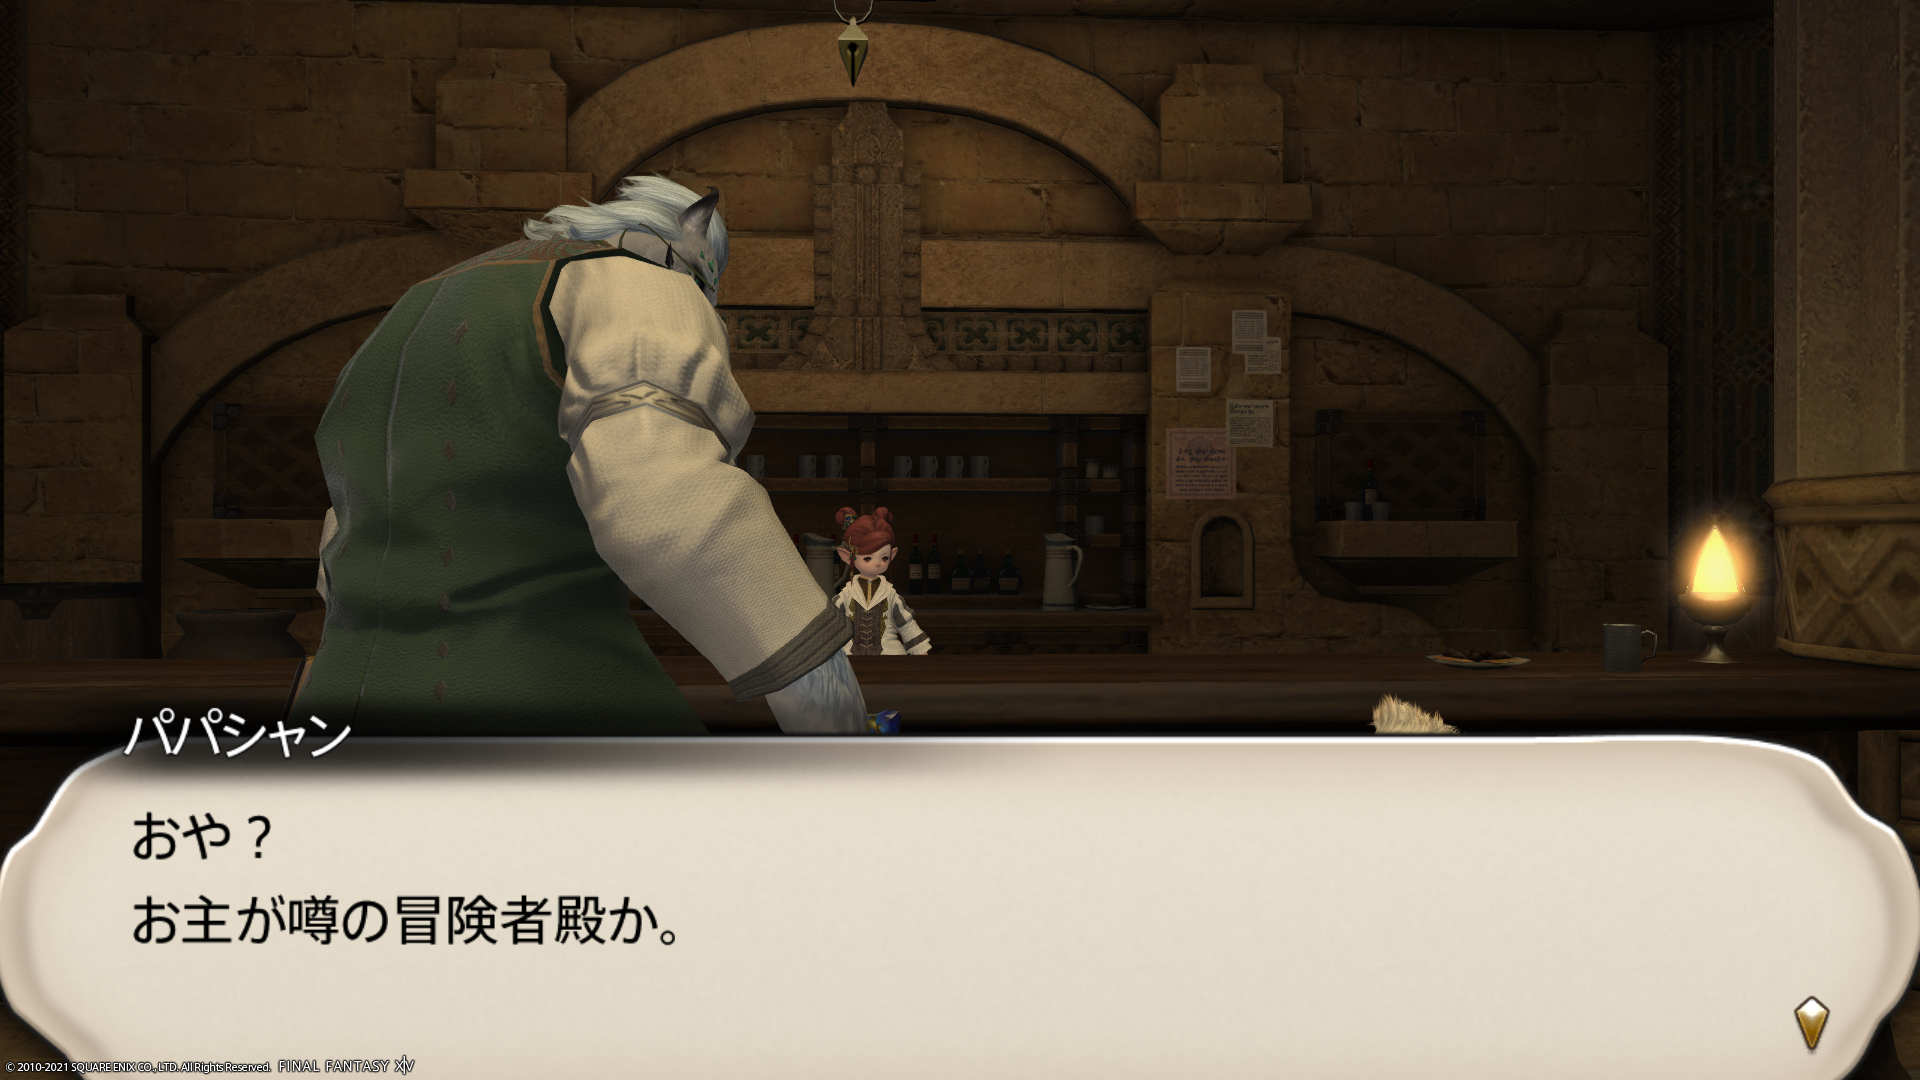 パパシャン
おや？
お主が噂の冒険者殿か。
© 2010-2021 SQUARE ENIX CO., LTD. All Rights Reserved. FINAL FANTASY XIV